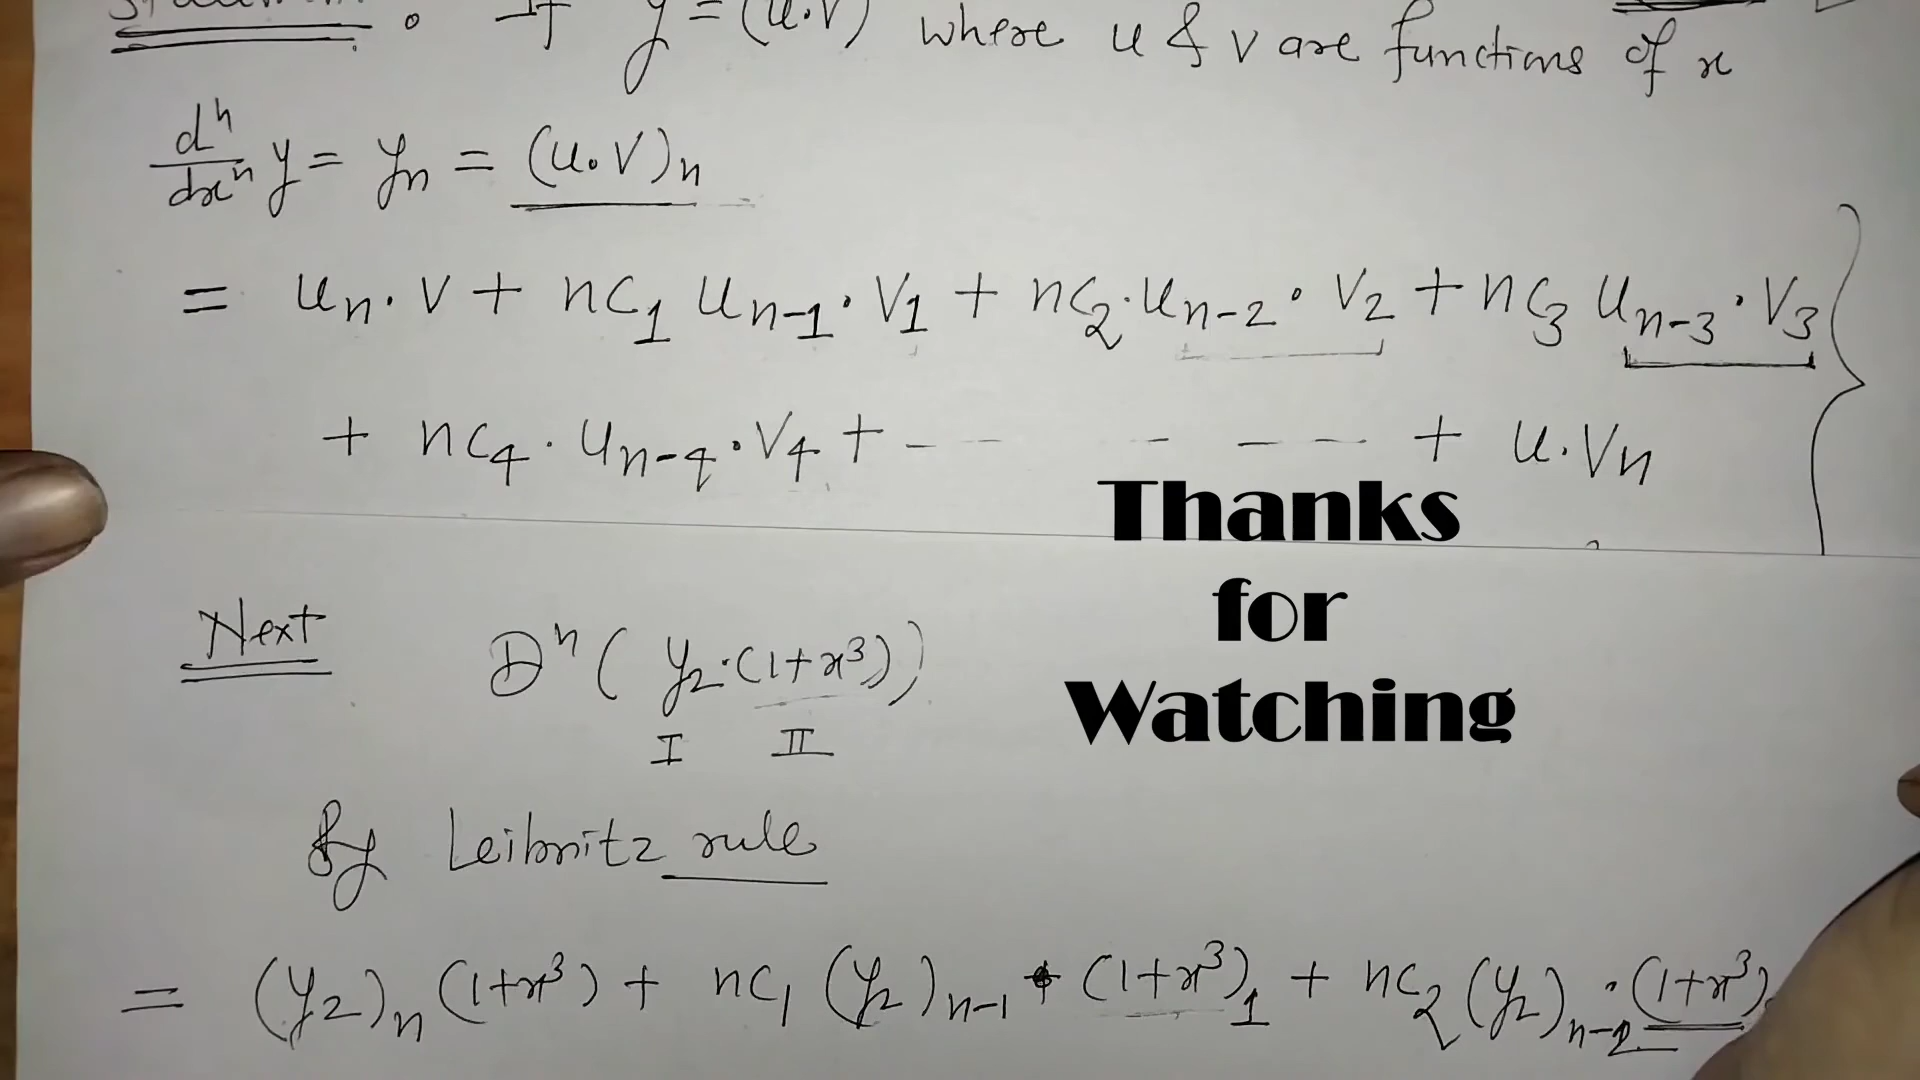 If y = (u.v) where u & v are functions of x
dⁿ/dxⁿ y = yn = (u.v)n
= un.v + nc1 un-1.v1 + nc2.un-2.v2 + nc3 un-3.v3
+ nc4.un-4.v4 + - - - - - + u.vn
Thanks
for
Watching
Next Dⁿ( y2.(1+x³))
I II
By Leibnitz rule
= (y2)n (1+x³) + nc1 (y2)n-1 . (1+x³)1 + nc2 (y2)n-2 . (1+x³)